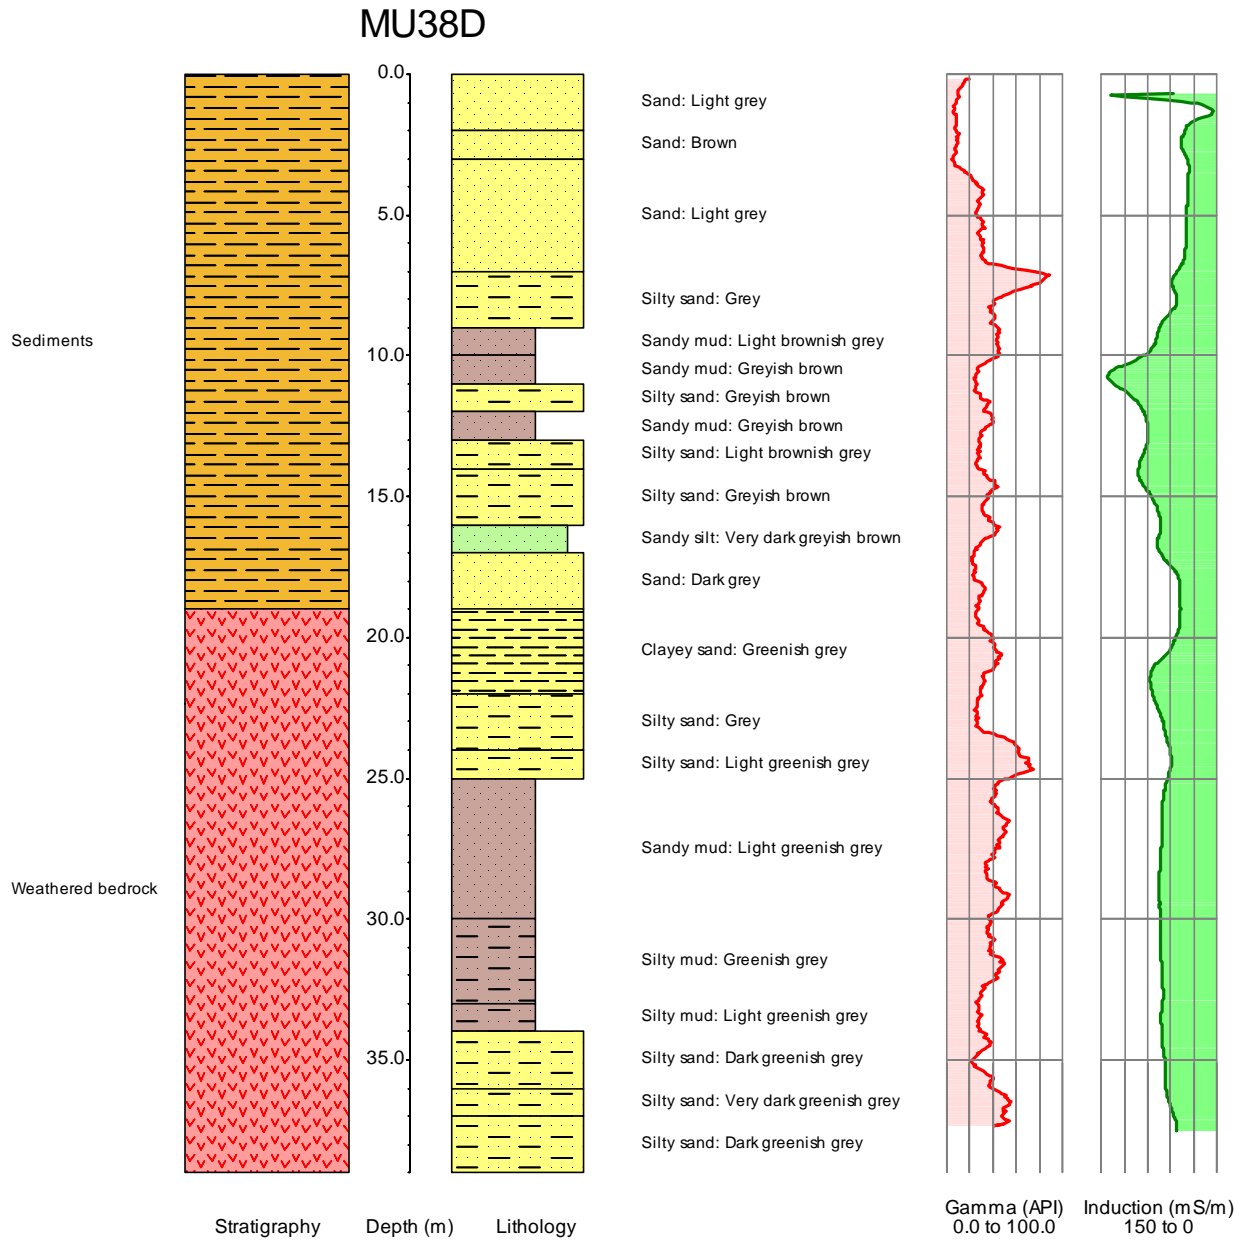 MU38D
0.0
Sand: Light grey
Sand: Brown
5.0
Sand: Light grey
Silty sand: Grey
Sediments
Sandy mud: Light brownish grey
10.0
Sandy mud: Greyish brown
Silty sand: Greyish brown
Sandy mud: Greyish brown
Silty sand: Light brownish grey
15.0
Silty sand: Greyish brown
Sandy silt: Very dark greyish brown
Sand: Dark grey
20.0
Clayey sand: Greenish grey
Silty sand: Grey
Silty sand: Light greenish grey
25.0
Sandy mud: Light greenish grey
Weathered bedrock
30.0
Silty mud: Greenish grey
Silty mud: Light greenish grey
35.0
Silty sand: Dark greenish grey
Silty sand: Very dark greenish grey
Silty sand: Dark greenish grey
Stratigraphy
Depth (m)
Lithology
Gamma (API)
0.0 to 100.0
Induction (mS/m)
150 to 0